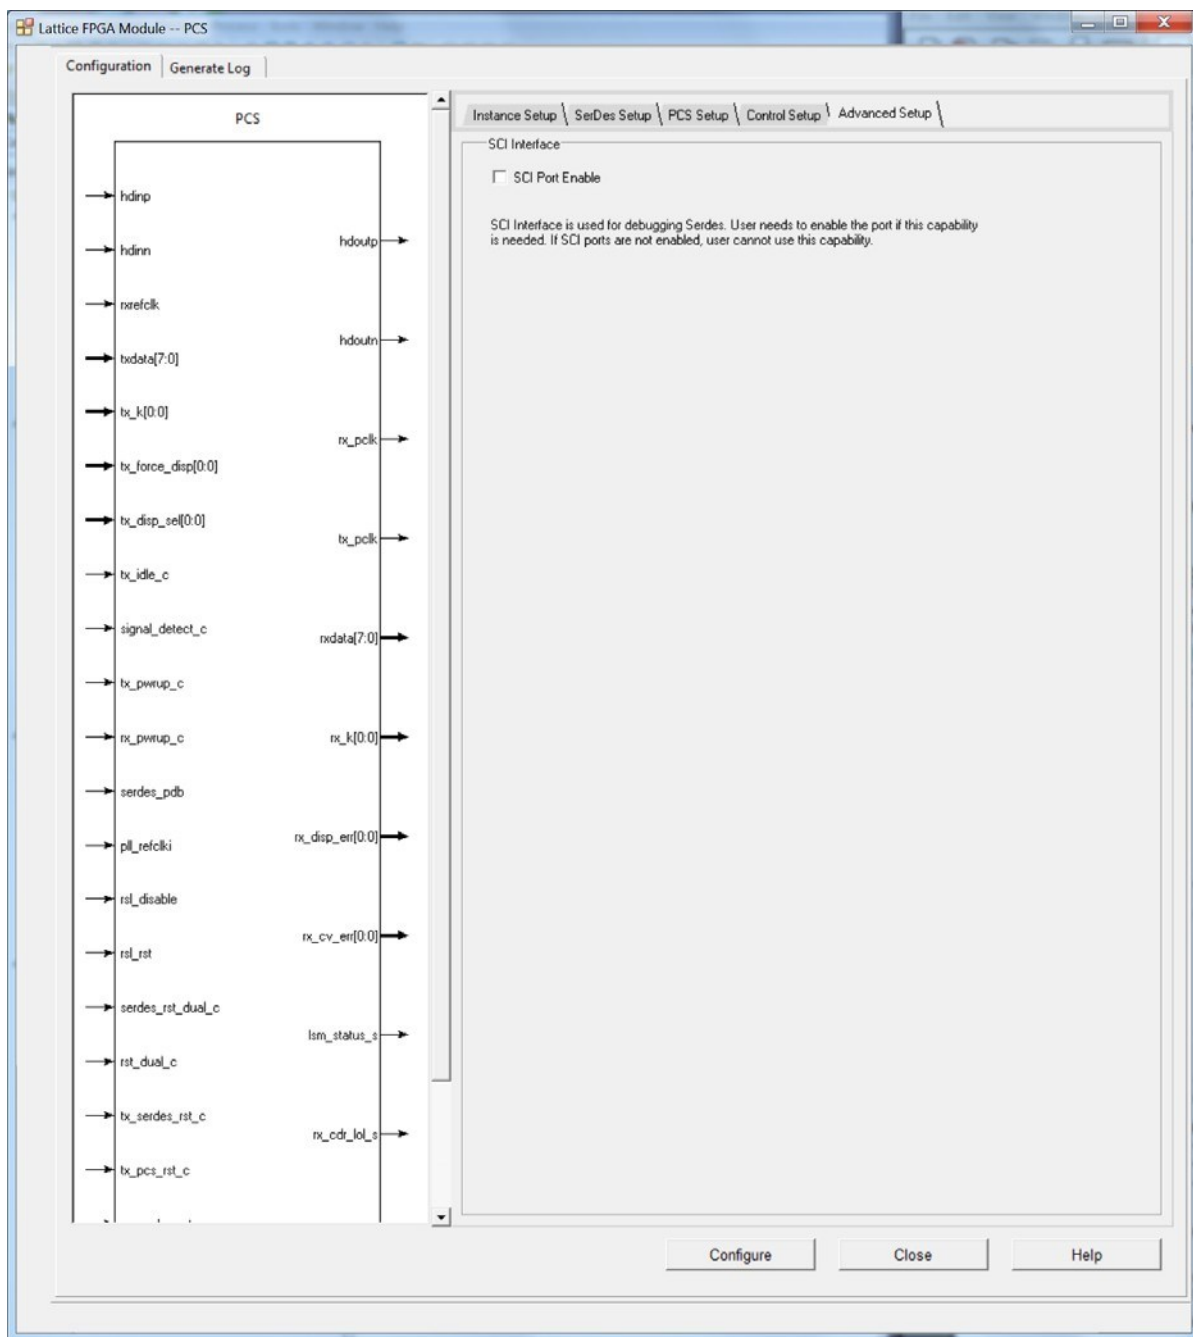 Lattice FPGA Module -- PCS
Configuration
Generate Log
PCS
hdinp
hdinn
rxrefclk
txdata[7:0]
tx_k[0:0]
tx_force_disp[0:0]
tx_disp_sel[0:0]
tx_idle_c
signal_detect_c
tx_pwrup_c
rx_pwrup_c
serdes_pdb
pll_refclki
rsl_disable
rsl_rst
serdes_rst_dual_c
rst_dual_c
tx_serdes_rst_c
tx_pcs_rst_c
hdoutp
hdoutn
rx_pclk
tx_pclk
rxdata[7:0]
rx_k[0:0]
rx_disp_err[0:0]
rx_cv_err[0:0]
lsm_status_s
rx_cdr_lol_s
Instance Setup
SerDes Setup
PCS Setup
Control Setup
Advanced Setup
SCI Interface
SCI Port Enable
SCI Interface is used for debugging Serdes. User needs to enable the port if this capability
is needed. If SCI ports are not enabled, user cannot use this capability.
Configure
Close
Help